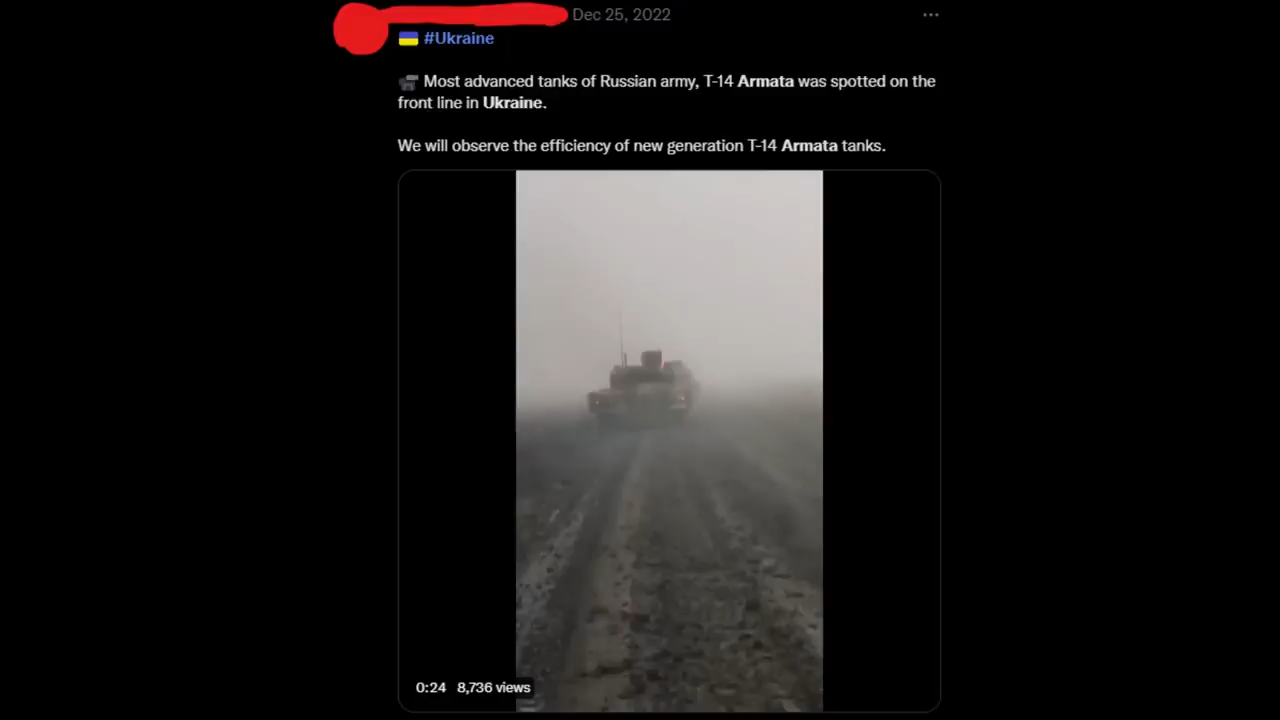 Dec 25, 2022
#Ukraine
Most advanced tanks of Russian army, T-14 Armata was spotted on the
front line in Ukraine.
We will observe the efficiency of new generation T-14 Armata tanks.
0:24 8,736 views